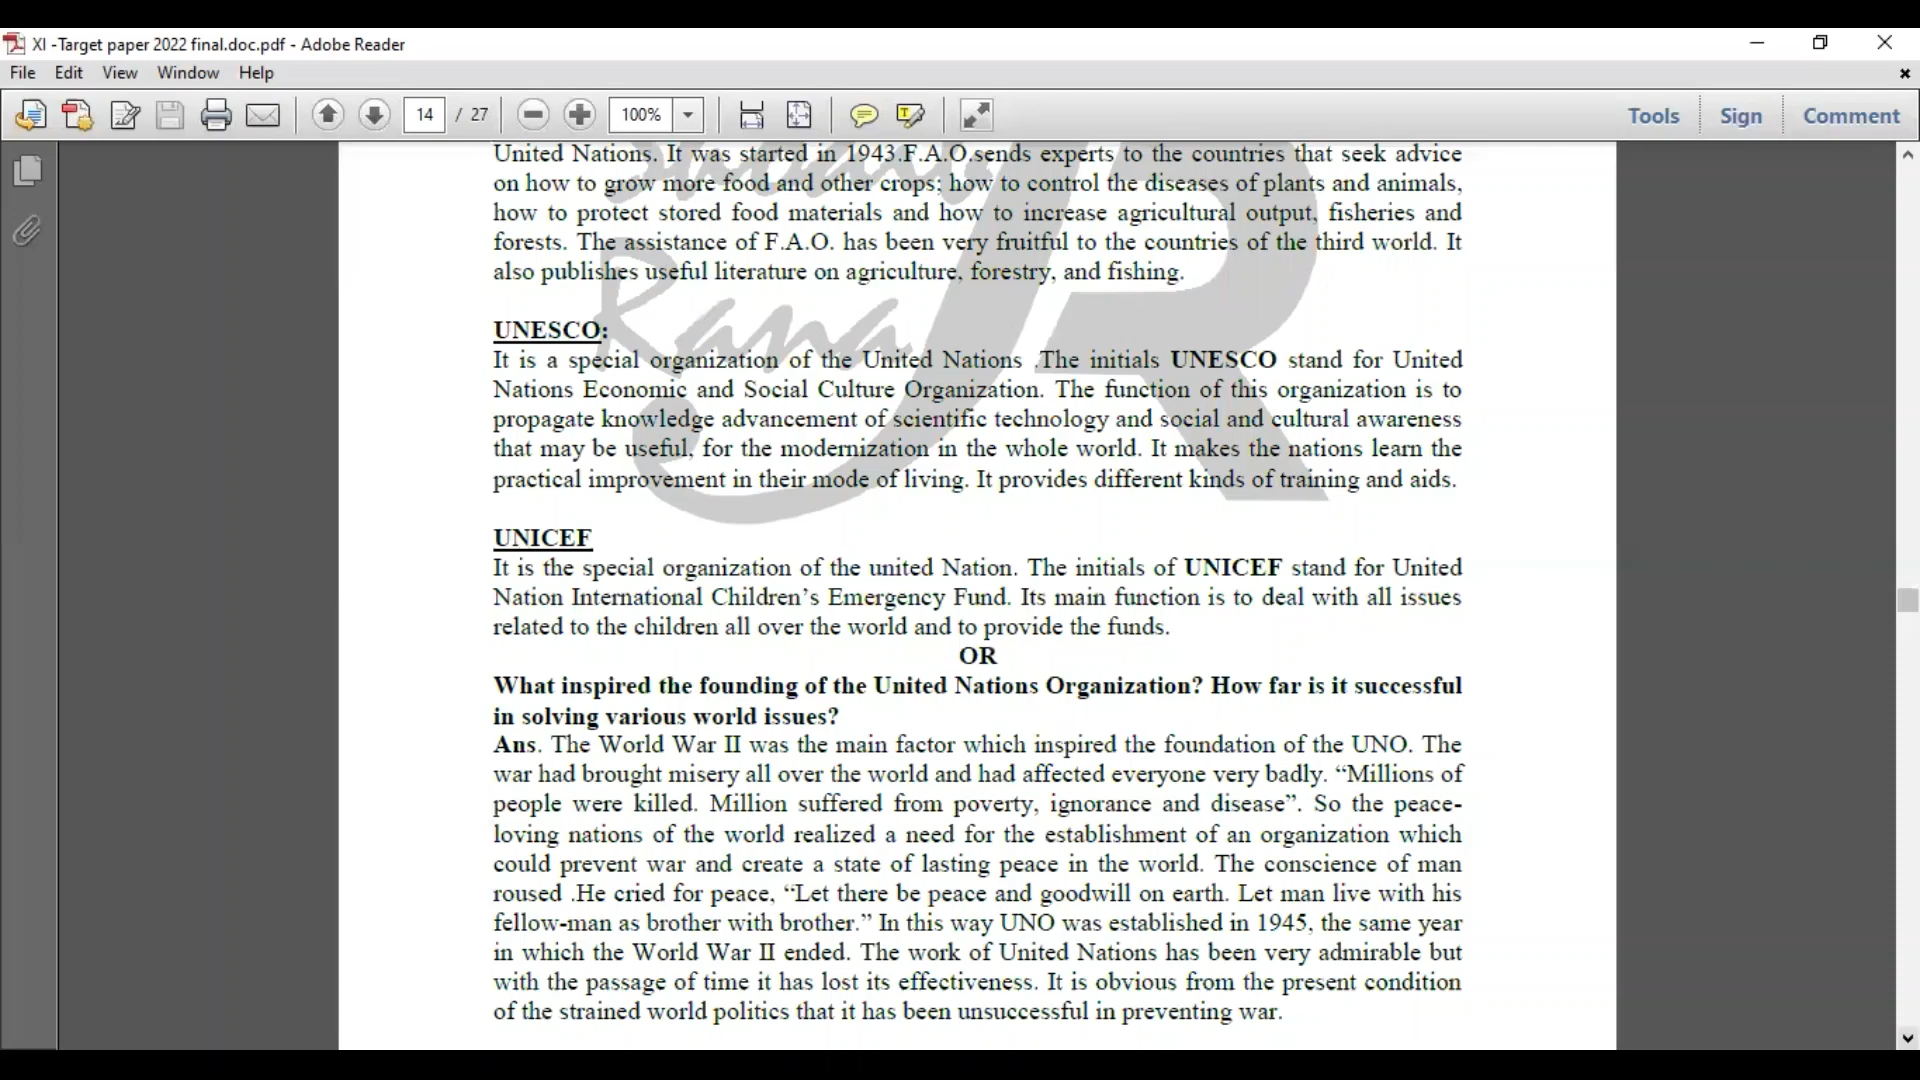 XI -Target paper 2022 final.doc.pdf - Adobe Reader
File Edit View Window Help
14 / 27 100% Tools Sign Comment
United Nations. It was started in 1943.F.A.O.sends experts to the countries that seek advice
on how to grow more food and other crops; how to control the diseases of plants and animals,
how to protect stored food materials and how to increase agricultural output, fisheries and
forests. The assistance of F.A.O. has been very fruitful to the countries of the third world. It
also publishes useful literature on agriculture, forestry, and fishing.
UNESCO:
It is a special organization of the United Nations .The initials UNESCO stand for United
Nations Economic and Social Culture Organization. The function of this organization is to
propagate knowledge advancement of scientific technology and social and cultural awareness
that may be useful, for the modernization in the whole world. It makes the nations learn the
practical improvement in their mode of living. It provides different kinds of training and aids.
UNICEF
It is the special organization of the united Nation. The initials of UNICEF stand for United
Nation International Children’s Emergency Fund. Its main function is to deal with all issues
related to the children all over the world and to provide the funds.
OR
What inspired the founding of the United Nations Organization? How far is it successful
in solving various world issues?
Ans. The World War II was the main factor which inspired the foundation of the UNO. The
war had brought misery all over the world and had affected everyone very badly. “Millions of
people were killed. Million suffered from poverty, ignorance and disease”. So the peace-
loving nations of the world realized a need for the establishment of an organization which
could prevent war and create a state of lasting peace in the world. The conscience of man
roused .He cried for peace, “Let there be peace and goodwill on earth. Let man live with his
fellow-man as brother with brother.” In this way UNO was established in 1945, the same year
in which the World War II ended. The work of United Nations has been very admirable but
with the passage of time it has lost its effectiveness. It is obvious from the present condition
of the strained world politics that it has been unsuccessful in preventing war.
Rana
JR